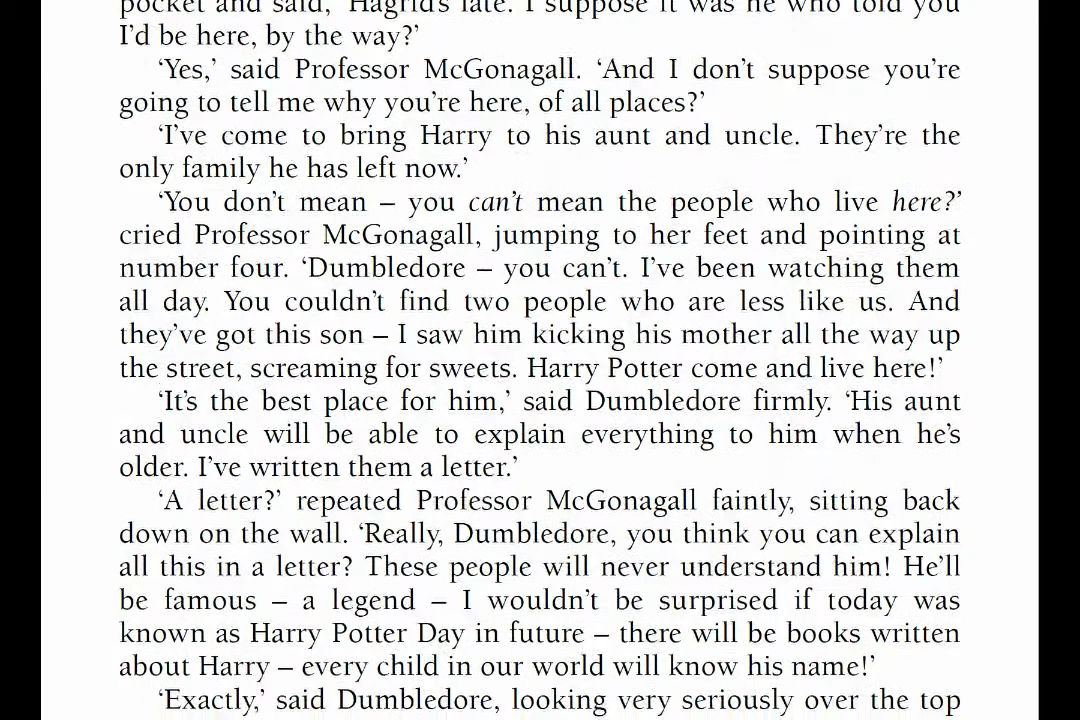 pocket and said, ‘Hagrid’s late. I suppose it was he who told you
I’d be here, by the way?’
‘Yes,’ said Professor McGonagall. ‘And I don’t suppose you’re
going to tell me why you’re here, of all places?’
‘I’ve come to bring Harry to his aunt and uncle. They’re the
only family he has left now.’
‘You don’t mean – you can’t mean the people who live here?’
cried Professor McGonagall, jumping to her feet and pointing at
number four. ‘Dumbledore – you can’t. I’ve been watching them
all day. You couldn’t find two people who are less like us. And
they’ve got this son – I saw him kicking his mother all the way up
the street, screaming for sweets. Harry Potter come and live here!’
‘It’s the best place for him,’ said Dumbledore firmly. ‘His aunt
and uncle will be able to explain everything to him when he’s
older. I’ve written them a letter.’
‘A letter?’ repeated Professor McGonagall faintly, sitting back
down on the wall. ‘Really, Dumbledore, you think you can explain
all this in a letter? These people will never understand him! He’ll
be famous – a legend – I wouldn’t be surprised if today was
known as Harry Potter Day in future – there will be books written
about Harry – every child in our world will know his name!’
‘Exactly,’ said Dumbledore, looking very seriously over the top